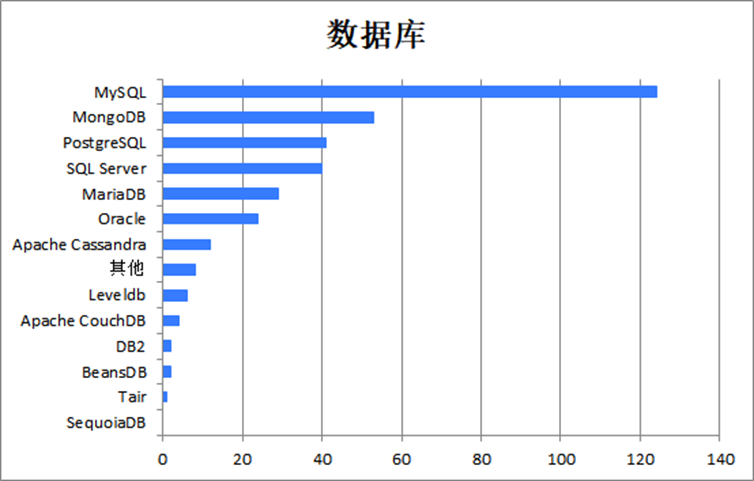 数据库
MySQL
MongoDB
PostgreSQL
SQL Server
MariaDB
Oracle
Apache Cassandra
其他
Leveldb
Apache CouchDB
DB2
BeansDB
Tair
SequoiaDB
0 20 40 60 80 100 120 140